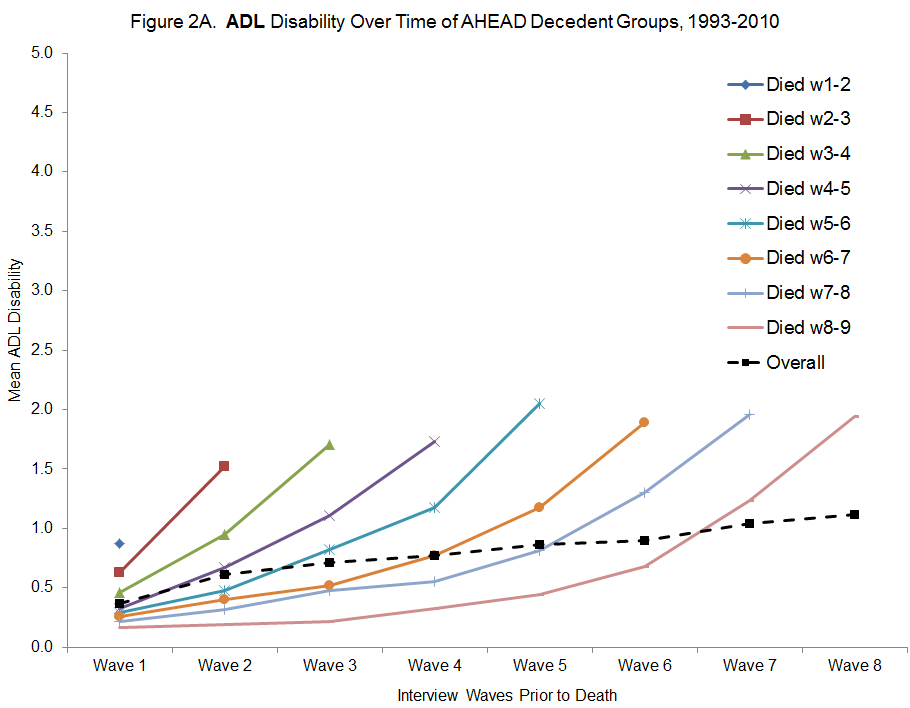 Figure 2A. ADL Disability Over Time of AHEAD Decedent Groups, 1993-2010
5.0
4.5
4.0
3.5
3.0
2.5
2.0
1.5
1.0
0.5
0.0
Mean ADL Disability
Died w1-2
Died w2-3
Died w3-4
Died w4-5
Died w5-6
Died w6-7
Died w7-8
Died w8-9
Overall
Wave 1 Wave 2 Wave 3 Wave 4 Wave 5 Wave 6 Wave 7 Wave 8
Interview Waves Prior to Death